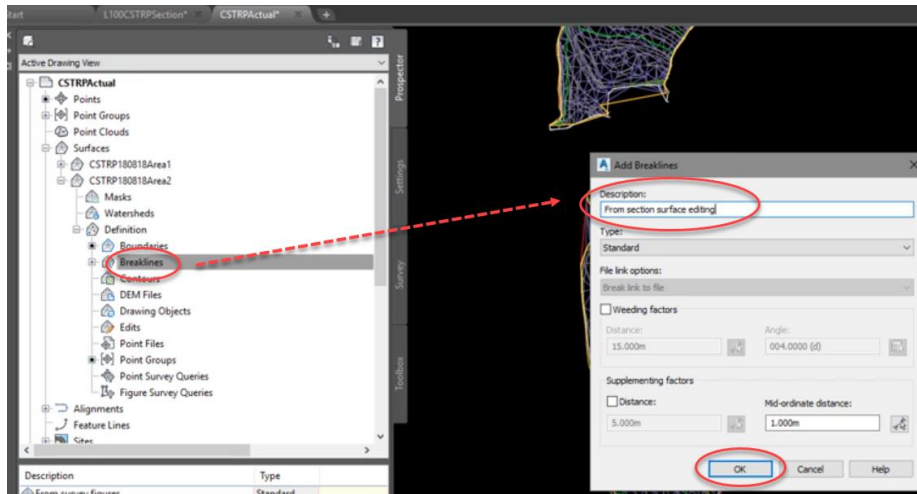 Start
L100CSTRPSection*
CSTRPActual*
Active Drawing View
CSTRPActual
Points
Point Groups
Point Clouds
Surfaces
CSTRP180818Area1
CSTRP180818Area2
Masks
Watersheds
Definition
Boundaries
Breaklines
Contours
DEM Files
Drawing Objects
Edits
Point Files
Point Groups
Point Survey Queries
Figure Survey Queries
Alignments
Feature Lines
Sites
Description Type
From survey figures Standard
Prospector
Settings
Survey
Toolbox
Add Breaklines
Description:
From section surface editing
Type:
Standard
File link options:
Break link to file
Weeding factors
Distance: Angle:
15.000m 004.0000 (d)
Supplementing factors
Distance: Mid-ordinate distance:
5.000m 1.000m
OK Cancel Help